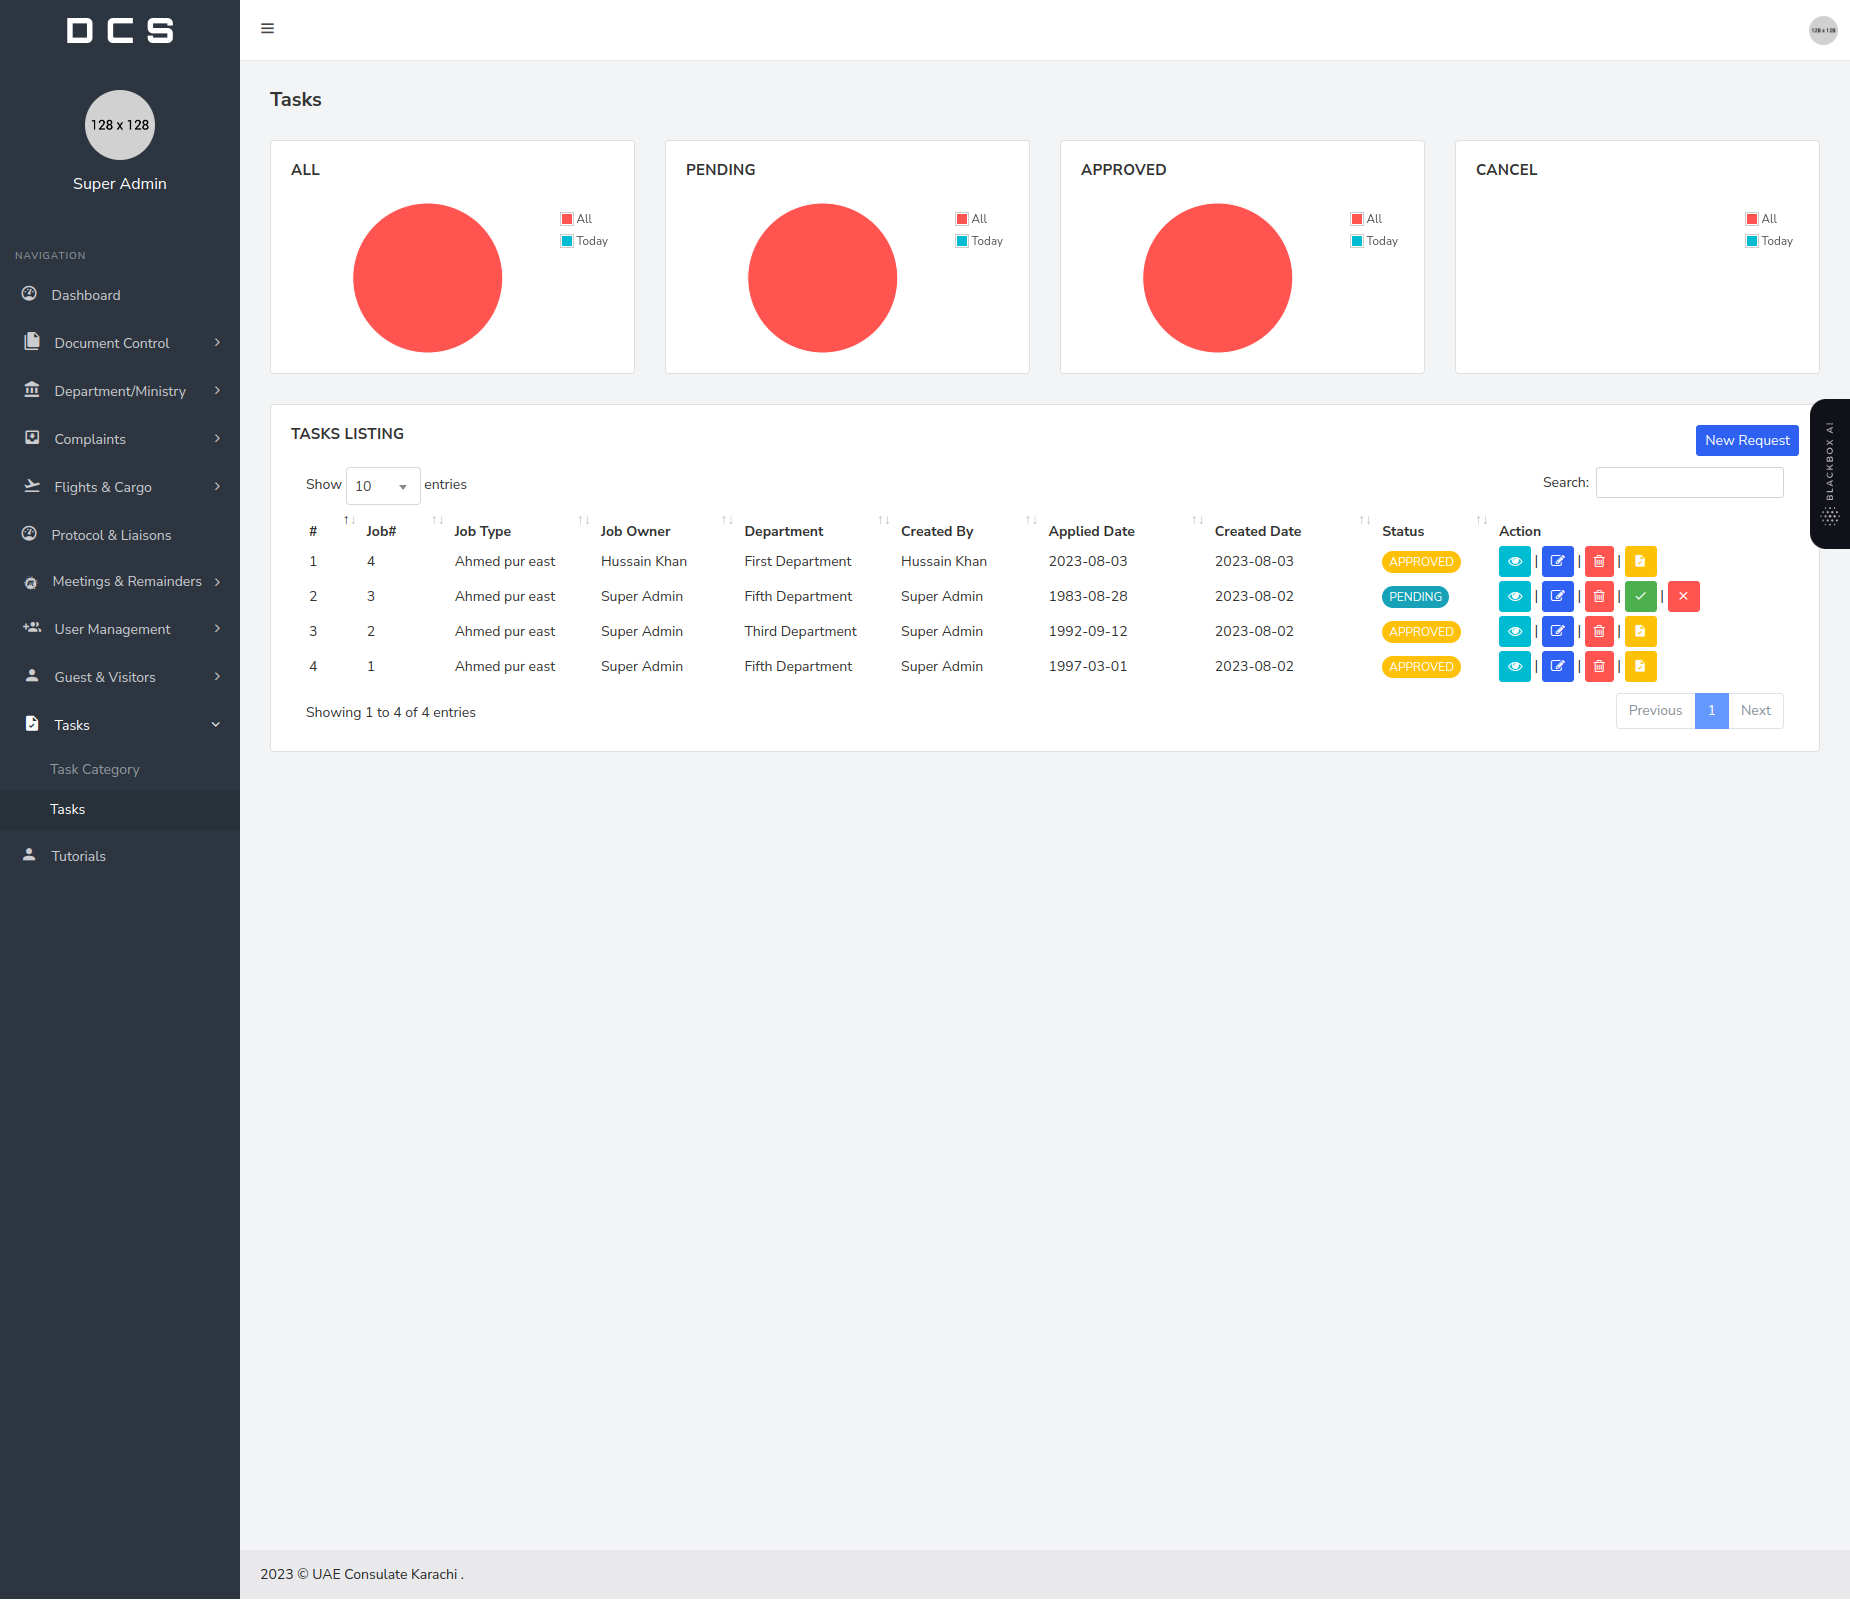 DCS
128 x 128
128 x 128
Super Admin
NAVIGATION
Dashboard
Document Control
Department/Ministry
Complaints
Flights & Cargo
Protocol & Liaisons
Meetings & Remainders
User Management
Guest & Visitors
Tasks
Task Category
Tasks
Tutorials
Tasks
ALL
All
Today
PENDING
All
Today
APPROVED
All
Today
CANCEL
All
Today
BLACKBOX AI
TASKS LISTING
New Request
Show 10 entries
Search:
# Job# Job Type Job Owner Department Created By Applied Date Created Date Status Action
1 4 Ahmed pur east Hussain Khan First Department Hussain Khan 2023-08-03 2023-08-03 APPROVED | | |
2 3 Ahmed pur east Super Admin Fifth Department Super Admin 1983-08-28 2023-08-02 PENDING | | | |
3 2 Ahmed pur east Super Admin Third Department Super Admin 1992-09-12 2023-08-02 APPROVED | | |
4 1 Ahmed pur east Super Admin Fifth Department Super Admin 1997-03-01 2023-08-02 APPROVED | | |
Showing 1 to 4 of 4 entries
Previous 1 Next
2023 © UAE Consulate Karachi .